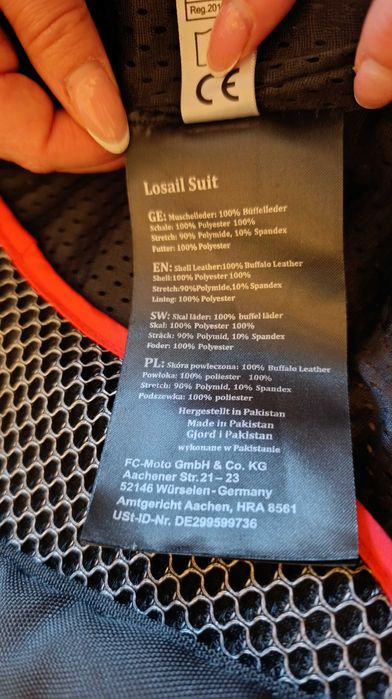 Reg.201
CE
Losail Suit
GE: Muschelleder: 100% Büffelleder
Schale: 100% Polyester 100%
Stretch: 90% Polymide, 10% Spandex
Futter: 100% Polyester
EN: Shell Leather:100% Buffalo Leather
Shell:100% Polyester 100%
Stretch:90%Polymide,10% Spandex
Lining: 100% Polyester
SW: Skal läder: 100% buffel läder
Skal: 100% Polyester 100%
Sträck: 90% Polymid, 10% Spandex
Foder: 100% Polyester
PL: Skóra powleczona: 100% Buffalo Leather
Powłoka: 100% poliester 100%
Stretch: 90% Polymid, 10% Spandex
Podszewka: 100% poliester
Hergestellt in Pakistan
Made in Pakistan
Gjord i Pakistan
wykonane w Pakistanie
FC-Moto GmbH & Co. KG
Aachener Str.21–23
52146 Würselen-Germany
Amtgericht Aachen, HRA 8561
USt-ID-Nr. DE299599736